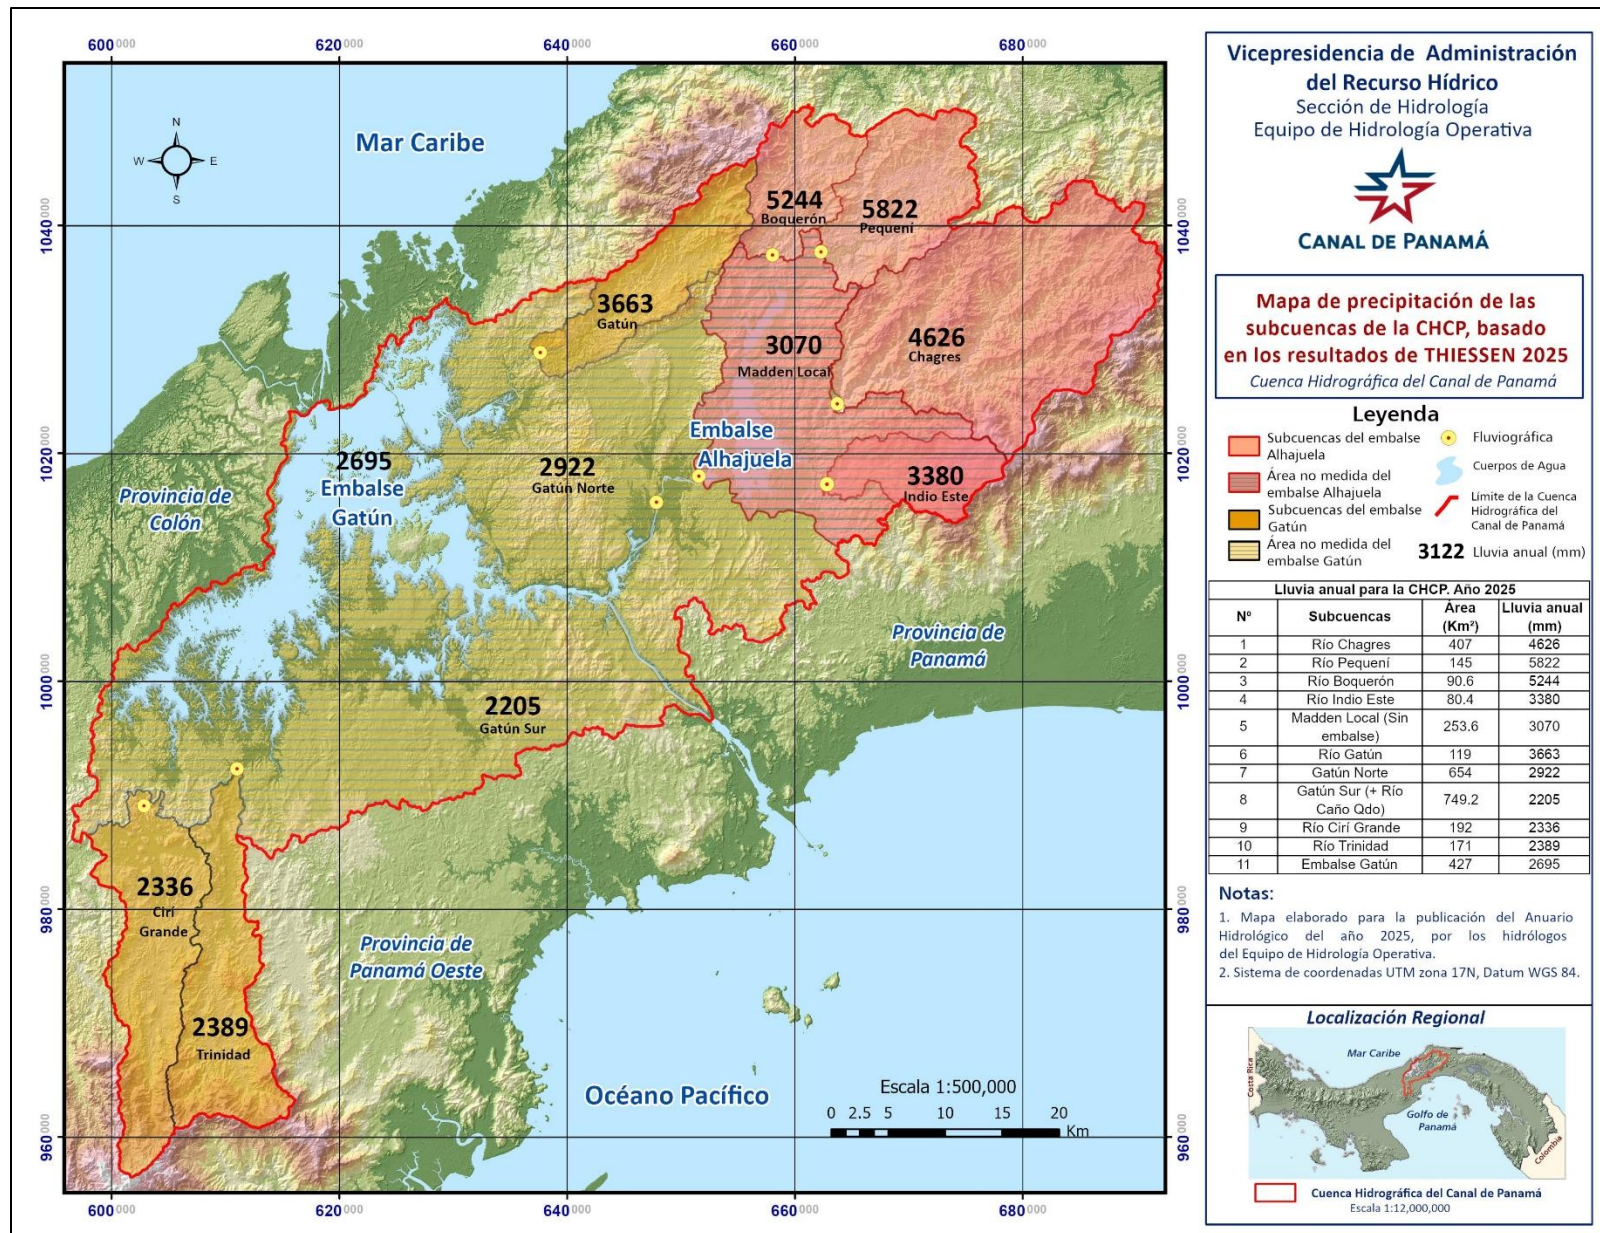 600000 620000 640000 660000 680000
1040000 1020000 1000000 980000 960000
1040000 1020000 1000000 980000 960000
600000 620000 640000 660000 680000
N
W E
S
Mar Caribe
5244
Boquerón
5822
Pequení
3663
Gatún
3070
Madden Local
4626
Chagres
Embalse
Alhajuela
2695
Embalse
Gatún
2922
Gatún Norte
3380
Indio Este
Provincia de
Colón
Provincia de
Panamá
2205
Gatún Sur
2336
Cirí
Grande
Provincia de
Panamá Oeste
2389
Trinidad
Océano Pacífico
Escala 1:500,000
0 2.5 5 10 15 20
Km
Vicepresidencia de Administración
del Recurso Hídrico
Sección de Hidrología
Equipo de Hidrología Operativa
CANAL DE PANAMÁ
Mapa de precipitación de las
subcuencas de la CHCP, basado
en los resultados de THIESSEN 2025
Cuenca Hidrográfica del Canal de Panamá
Leyenda
Subcuencas del embalse
Alhajuela
Área no medida del
embalse Alhajuela
Subcuencas del embalse
Gatún
Área no medida del
embalse Gatún
Fluviográfica
Cuerpos de Agua
Límite de la Cuenca
Hidrográfica del
Canal de Panamá
3122 Lluvia anual (mm)
Lluvia anual para la CHCP. Año 2025
Nº Subcuencas Área (Km²) Lluvia anual (mm)
1 Río Chagres 407 4626
2 Río Pequení 145 5822
3 Río Boquerón 90.6 5244
4 Río Indio Este 80.4 3380
5 Madden Local (Sin embalse) 253.6 3070
6 Río Gatún 119 3663
7 Gatún Norte 654 2922
8 Gatún Sur (+ Río Caño Qdo) 749.2 2205
9 Río Cirí Grande 192 2336
10 Río Trinidad 171 2389
11 Embalse Gatún 427 2695
Notas:
1. Mapa elaborado para la publicación del Anuario
Hidrológico del año 2025, por los hidrólogos
del Equipo de Hidrología Operativa.
2. Sistema de coordenadas UTM zona 17N, Datum WGS 84.
Localización Regional
Mar Caribe
Costa Rica
Golfo de
Panamá
Colombia
Cuenca Hidrográfica del Canal de Panamá
Escala 1:12,000,000